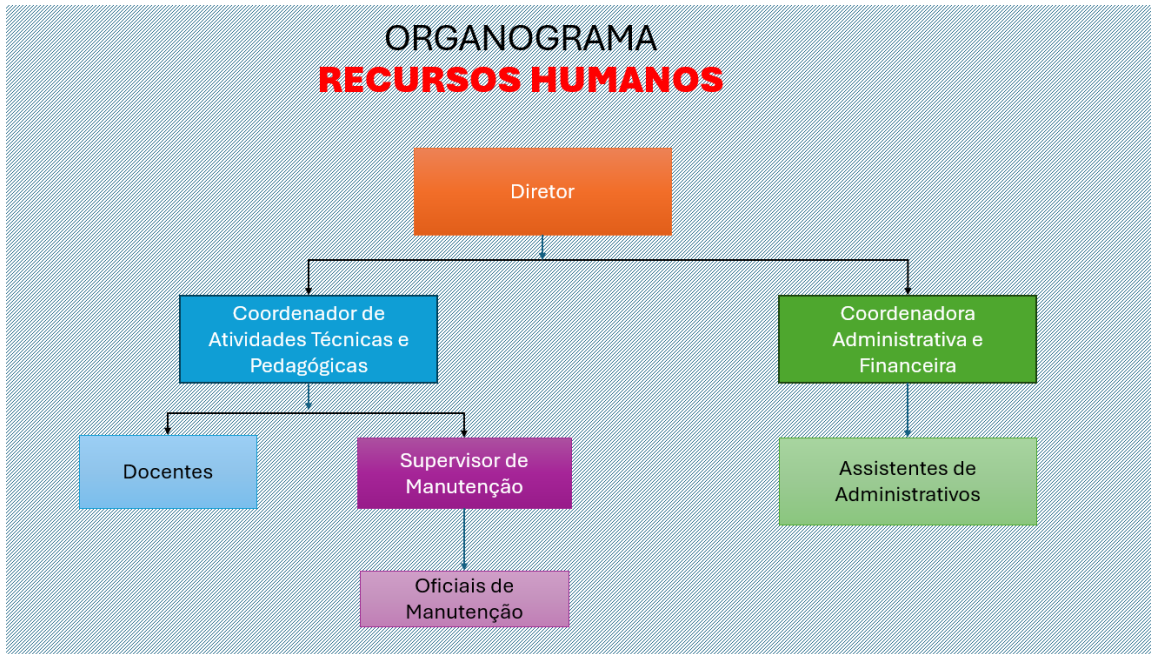 ORGANOGRAMA
RECURSOS HUMANOS
Diretor
Coordenador de
Atividades Técnicas e
Pedagógicas
Coordenadora
Administrativa e
Financeira
Docentes
Supervisor de
Manutenção
Assistentes de
Administrativos
Oficiais de
Manutenção